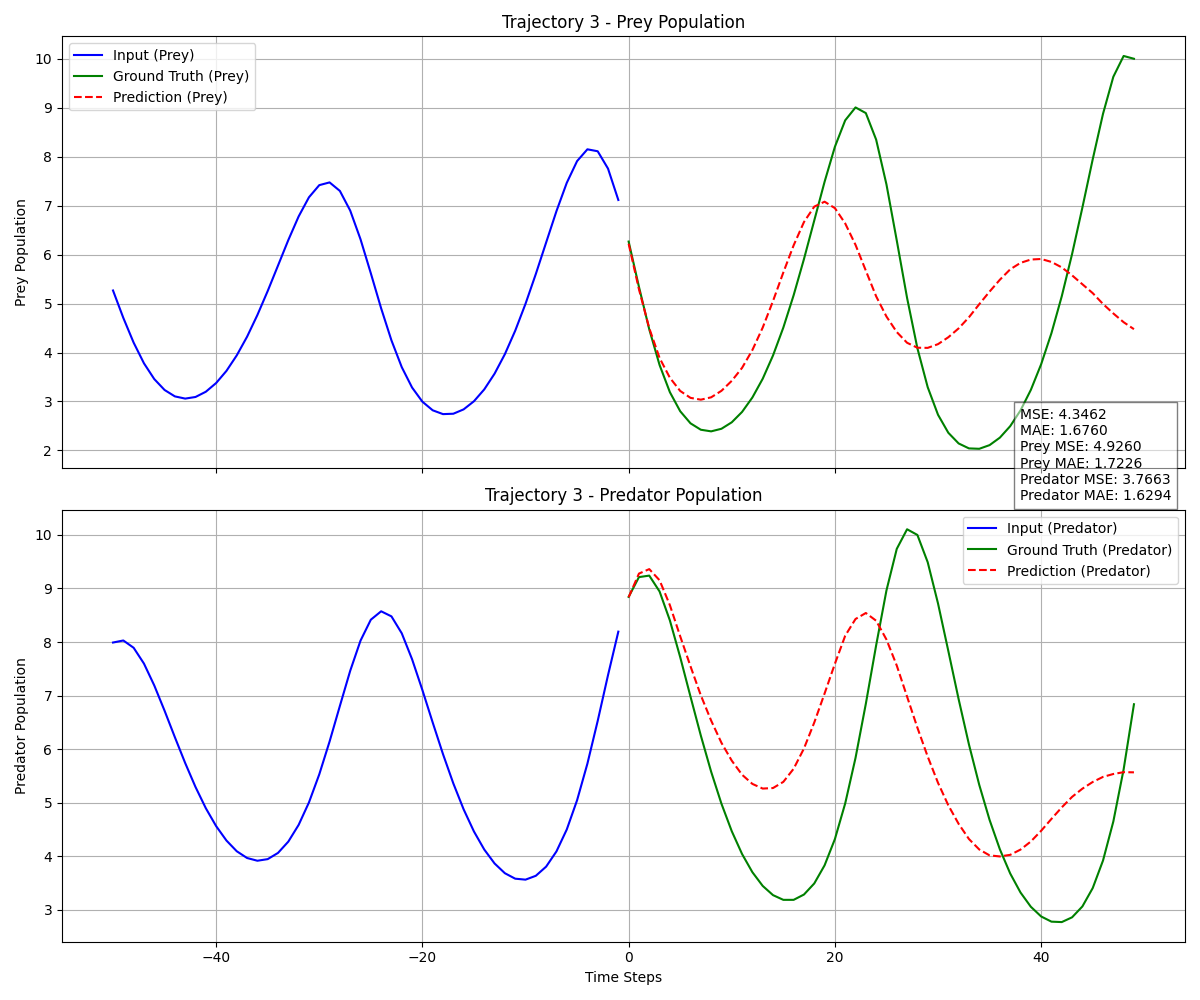 Trajectory 3 - Prey Population
Input (Prey)
Ground Truth (Prey)
Prediction (Prey)
Prey Population
10
9
8
7
6
5
4
3
2
MSE: 4.3462
MAE: 1.6760
Prey MSE: 4.9260
Prey MAE: 1.7226
Predator MSE: 3.7663
Predator MAE: 1.6294
Trajectory 3 - Predator Population
Input (Predator)
Ground Truth (Predator)
Prediction (Predator)
Predator Population
10
9
8
7
6
5
4
3
−40 −20 0 20 40
Time Steps